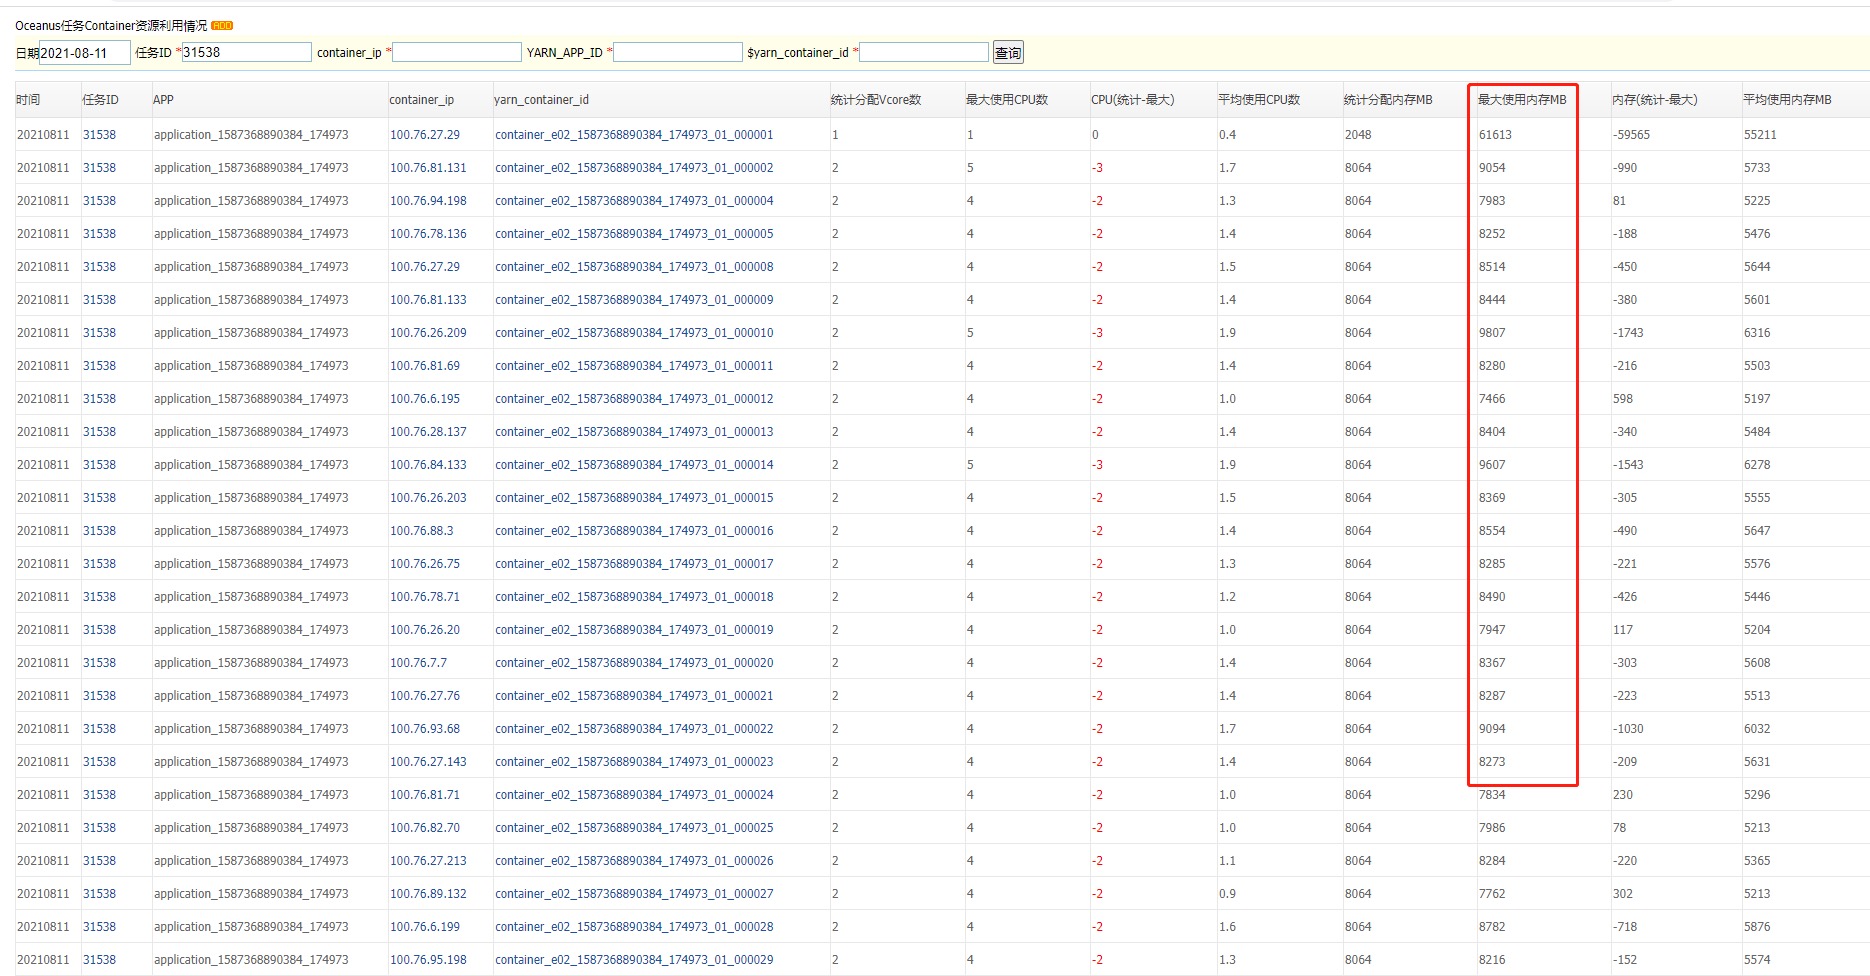 Oceanus任务Container资源利用情况 ADD
日期 2021-08-11 任务ID *31538 container_ip * YARN_APP_ID * $yarn_container_id * 查询
时间 任务ID APP container_ip yarn_container_id 统计分配Vcore数 最大使用CPU数 CPU(统计-最大) 平均使用CPU数 统计分配内存MB 最大使用内存MB 内存(统计-最大) 平均使用内存MB
20210811 31538 application_1587368890384_174973 100.76.27.29 container_e02_1587368890384_174973_01_000001 1 1 0 0.4 2048 61613 -59565 55211
20210811 31538 application_1587368890384_174973 100.76.81.131 container_e02_1587368890384_174973_01_000002 2 5 -3 1.7 8064 9054 -990 5733
20210811 31538 application_1587368890384_174973 100.76.94.198 container_e02_1587368890384_174973_01_000004 2 4 -2 1.3 8064 7983 81 5225
20210811 31538 application_1587368890384_174973 100.76.78.136 container_e02_1587368890384_174973_01_000005 2 4 -2 1.4 8064 8252 -188 5476
20210811 31538 application_1587368890384_174973 100.76.27.29 container_e02_1587368890384_174973_01_000008 2 4 -2 1.5 8064 8514 -450 5644
20210811 31538 application_1587368890384_174973 100.76.81.133 container_e02_1587368890384_174973_01_000009 2 4 -2 1.4 8064 8444 -380 5601
20210811 31538 application_1587368890384_174973 100.76.26.209 container_e02_1587368890384_174973_01_000010 2 5 -3 1.9 8064 9807 -1743 6316
20210811 31538 application_1587368890384_174973 100.76.81.69 container_e02_1587368890384_174973_01_000011 2 4 -2 1.4 8064 8280 -216 5503
20210811 31538 application_1587368890384_174973 100.76.6.195 container_e02_1587368890384_174973_01_000012 2 4 -2 1.0 8064 7466 598 5197
20210811 31538 application_1587368890384_174973 100.76.28.137 container_e02_1587368890384_174973_01_000013 2 4 -2 1.4 8064 8404 -340 5484
20210811 31538 application_1587368890384_174973 100.76.84.133 container_e02_1587368890384_174973_01_000014 2 5 -3 1.9 8064 9607 -1543 6278
20210811 31538 application_1587368890384_174973 100.76.26.203 container_e02_1587368890384_174973_01_000015 2 4 -2 1.5 8064 8369 -305 5555
20210811 31538 application_1587368890384_174973 100.76.88.3 container_e02_1587368890384_174973_01_000016 2 4 -2 1.4 8064 8554 -490 5647
20210811 31538 application_1587368890384_174973 100.76.26.75 container_e02_1587368890384_174973_01_000017 2 4 -2 1.3 8064 8285 -221 5576
20210811 31538 application_1587368890384_174973 100.76.78.71 container_e02_1587368890384_174973_01_000018 2 4 -2 1.2 8064 8490 -426 5446
20210811 31538 application_1587368890384_174973 100.76.26.20 container_e02_1587368890384_174973_01_000019 2 4 -2 1.0 8064 7947 117 5204
20210811 31538 application_1587368890384_174973 100.76.7.7 container_e02_1587368890384_174973_01_000020 2 4 -2 1.4 8064 8367 -303 5608
20210811 31538 application_1587368890384_174973 100.76.27.76 container_e02_1587368890384_174973_01_000021 2 4 -2 1.4 8064 8287 -223 5513
20210811 31538 application_1587368890384_174973 100.76.93.68 container_e02_1587368890384_174973_01_000022 2 4 -2 1.7 8064 9094 -1030 6032
20210811 31538 application_1587368890384_174973 100.76.27.143 container_e02_1587368890384_174973_01_000023 2 4 -2 1.4 8064 8273 -209 5631
20210811 31538 application_1587368890384_174973 100.76.81.71 container_e02_1587368890384_174973_01_000024 2 4 -2 1.0 8064 7834 230 5296
20210811 31538 application_1587368890384_174973 100.76.82.70 container_e02_1587368890384_174973_01_000025 2 4 -2 1.0 8064 7986 78 5213
20210811 31538 application_1587368890384_174973 100.76.27.213 container_e02_1587368890384_174973_01_000026 2 4 -2 1.1 8064 8284 -220 5365
20210811 31538 application_1587368890384_174973 100.76.89.132 container_e02_1587368890384_174973_01_000027 2 4 -2 0.9 8064 7762 302 5213
20210811 31538 application_1587368890384_174973 100.76.6.199 container_e02_1587368890384_174973_01_000028 2 4 -2 1.6 8064 8782 -718 5876
20210811 31538 application_1587368890384_174973 100.76.95.198 container_e02_1587368890384_174973_01_000029 2 4 -2 1.3 8064 8216 -152 5574